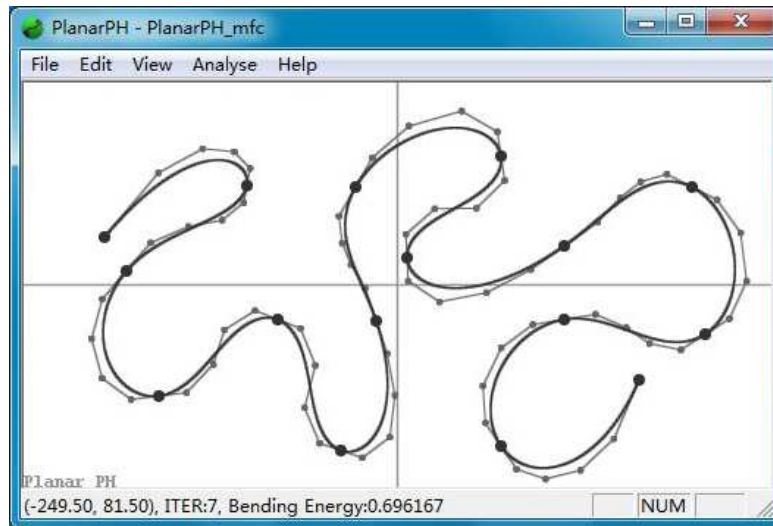 PlanarPH - PlanarPH_mfc
File Edit View Analyse Help
Planar PH
(-249.50, 81.50), ITER:7, Bending Energy:0.696167 NUM